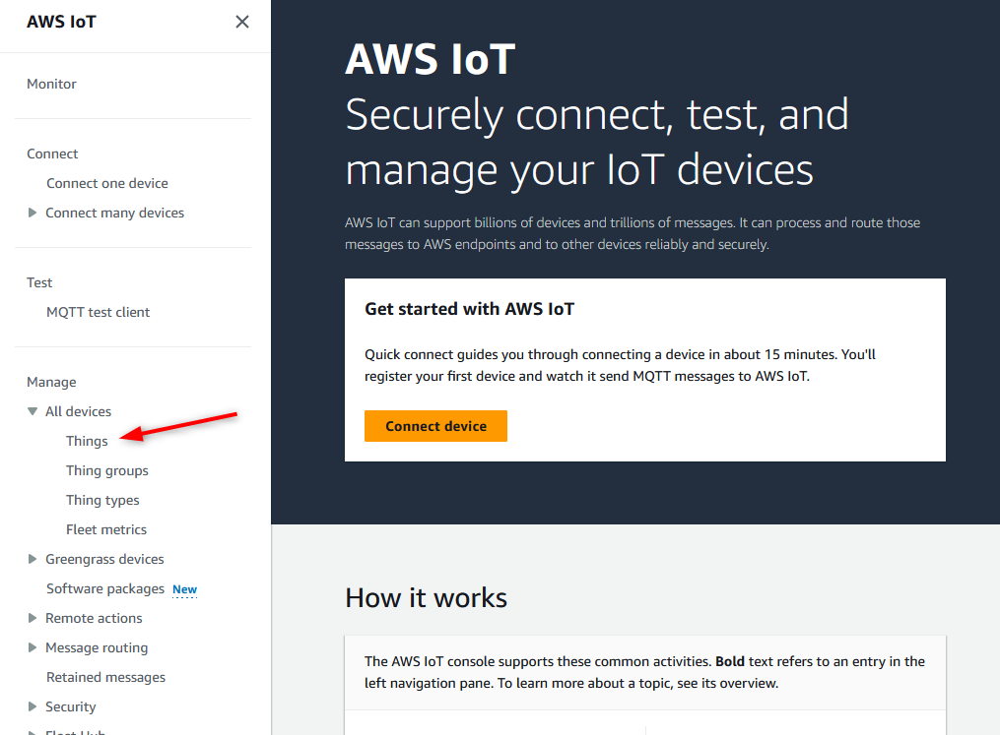 AWS IoT
Monitor
Connect
Connect one device
Connect many devices
Test
MQTT test client
Manage
All devices
Things
Thing groups
Thing types
Fleet metrics
Greengrass devices
Software packages New
Remote actions
Message routing
Retained messages
Security
Fleet Hub
AWS IoT
Securely connect, test, and
manage your IoT devices
AWS IoT can support billions of devices and trillions of messages. It can process and route those
messages to AWS endpoints and to other devices reliably and securely.
Get started with AWS IoT
Quick connect guides you through connecting a device in about 15 minutes. You'll
register your first device and watch it send MQTT messages to AWS IoT.
Connect device
How it works
The AWS IoT console supports these common activities. Bold text refers to an entry in the
left navigation pane. To learn more about a topic, see its overview.